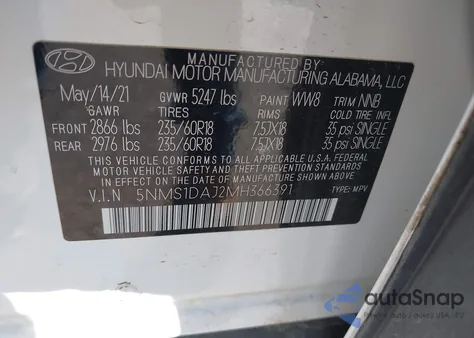 MANUFACTURED BY
HYUNDAI MOTOR MANUFACTURING ALABAMA, LLC
May/14/21 GVWR 5247 lbs PAINT WW8 TRIM NNB
GAWR TIRES RIMS COLD TIRE INFL
FRONT 2866 lbs 235/60R18 7.5JX18 35 psi SINGLE
REAR 2976 lbs 235/60R18 7.5JX18 35 psi SINGLE
THIS VEHICLE CONFORMS TO ALL APPLICABLE U.S.A FEDERAL
MOTOR VEHICLE SAFETY, BUMPER, AND THEFT PREVENTION
STANDARDS IN EFFECT ON THE DATE OF MANUFACTURE SHOWN ABOVE.
V.I.N 5NMS1DAJ2MH366391 TYPE: MPV
autoSnap